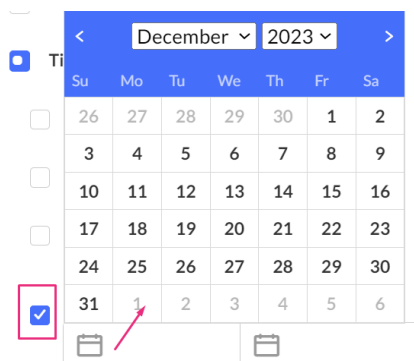 December 2023
Ti
Su Mo Tu We Th Fr Sa
26 27 28 29 30 1 2
3 4 5 6 7 8 9
10 11 12 13 14 15 16
17 18 19 20 21 22 23
24 25 26 27 28 29 30
31 1 2 3 4 5 6